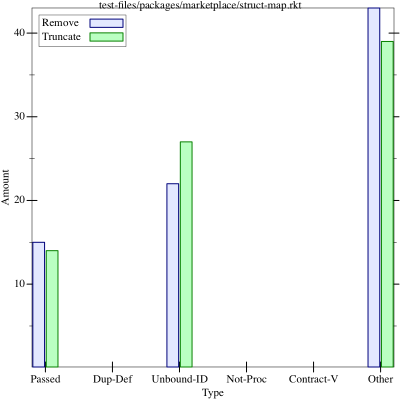 test-files/packages/marketplace/struct-map.rkt
Remove
Truncate
40
30
20
10
Amount
Passed Dup-Def Unbound-ID Not-Proc Contract-V Other
Type